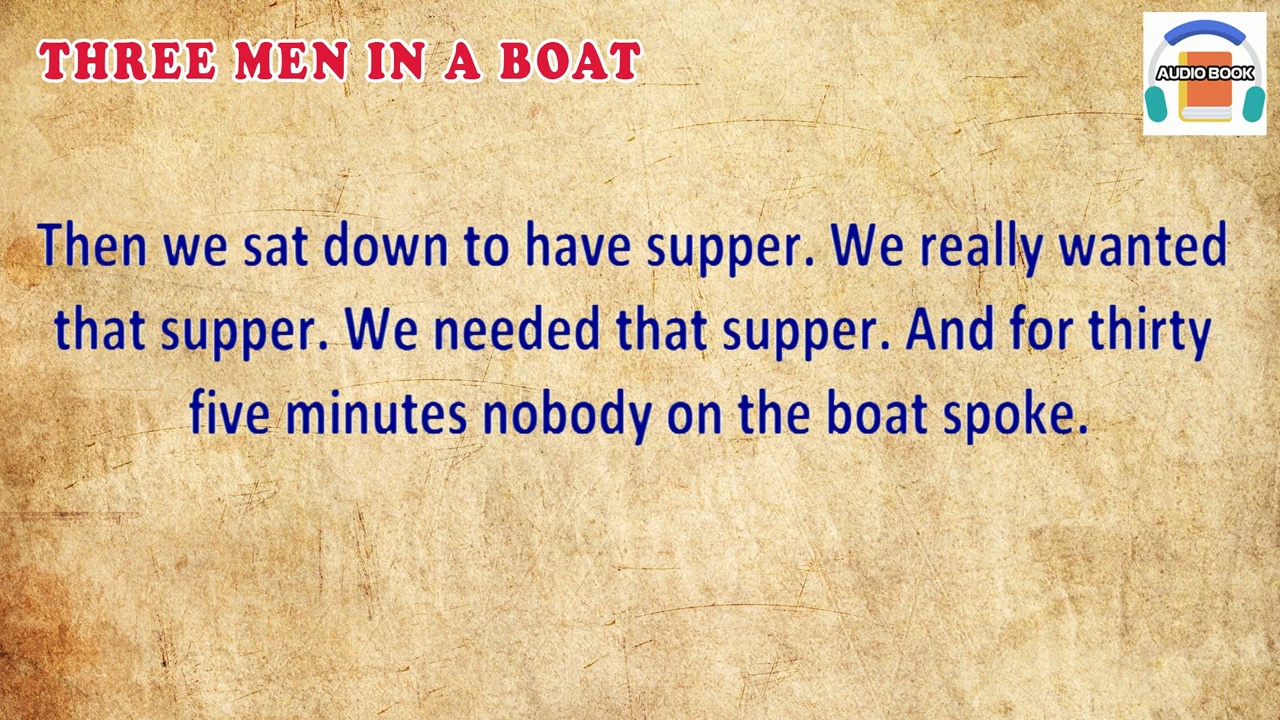 THREE MEN IN A BOAT
AUDIO BOOK
Then we sat down to have supper. We really wanted
that supper. We needed that supper. And for thirty
five minutes nobody on the boat spoke.